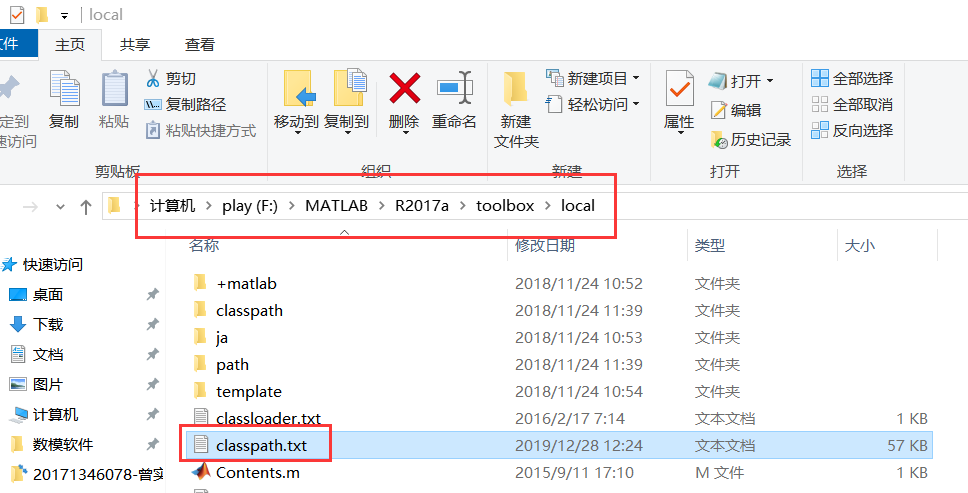 local
文件 主页 共享 查看
复制 粘贴 剪切 复制路径 粘贴快捷方式
移动到 复制到 删除 重命名
新建文件夹 新建项目 轻松访问
属性 打开 编辑 历史记录
全部选择 全部取消 反向选择
剪贴板 组织 新建 打开 选择
计算机 > play (F:) > MATLAB > R2017a > toolbox > local
名称 修改日期 类型 大小
快速访问
桌面
下载
文档
图片
计算机
数模软件
20171346078-曾实
+matlab 2018/11/24 10:52 文件夹
classpath 2018/11/24 11:39 文件夹
ja 2018/11/24 10:53 文件夹
path 2018/11/24 11:39 文件夹
template 2018/11/24 10:54 文件夹
classloader.txt 2016/2/17 7:14 文本文档 1 KB
classpath.txt 2019/12/28 12:24 文本文档 57 KB
Contents.m 2015/9/11 17:10 M 文件 1 KB